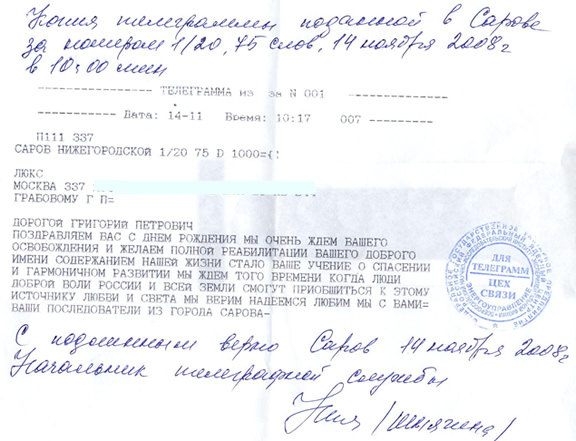 Копия телеграммы поданной в Сарове
за номером 1/20, 75 слов, 14 ноября 2008г
в 10:00 мин
---------------- ТЕЛЕГРАММА из за N 001 ----------------
----------- Дата: 14-11 Время: 10:17 007 ---------
П111 337
САРОВ НИЖЕГОРОДСКОЙ 1/20 75 D 1000=
ЛЮКС
МОСКВА 337
ГРАБОВОМУ Г П=
ДОРОГОЙ ГРИГОРИЙ ПЕТРОВИЧ
ПОЗДРАВЛЯЕМ ВАС С ДНЕМ РОЖДЕНИЯ МЫ ОЧЕНЬ ЖДЕМ ВАШЕГО
ОСВОБОЖДЕНИЯ И ЖЕЛАЕМ ПОЛНОЙ РЕАБИЛИТАЦИИ ВАШЕГО ДОБРОГО
ИМЕНИ СОДЕРЖАНИЕМ НАШЕЙ ЖИЗНИ СТАЛО ВАШЕ УЧЕНИЕ О СПАСЕНИИ
И ГАРМОНИЧНОМ РАЗВИТИИ МЫ ЖДЕМ ТОГО ВРЕМЕНИ КОГДА ЛЮДИ
ДОБРОЙ ВОЛИ РОССИИ И ВСЕЙ ЗЕМЛИ СМОГУТ ПРИОБЩИТЬСЯ К ЭТОМУ
ИСТОЧНИКУ ЛЮБВИ И СВЕТА МЫ ВЕРИМ НАДЕЕМСЯ ЛЮБИМ МЫ С ВАМИ=
ВАШИ ПОСЛЕДОВАТЕЛИ ИЗ ГОРОДА САРОВА-
ДЛЯ
ТЕЛЕГРАММ
ЦЕХ
СВЯЗИ
С подлинным верно Саров 14 ноября 2008г.
Начальник телеграфной службы